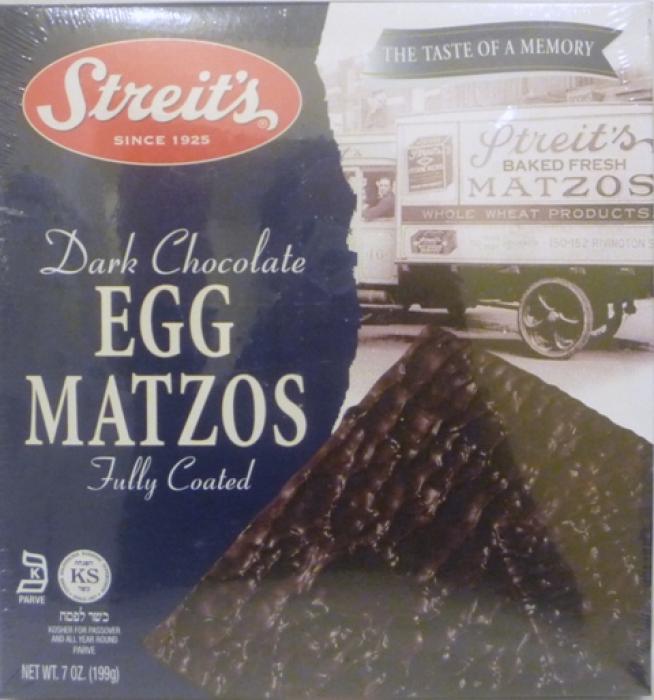 Streit's
SINCE 1925
THE TASTE OF A MEMORY
Streit's
BAKED FRESH
MATZOS
WHOLE WHEAT PRODUCTS
150-152 RIVINGTON S
Dark Chocolate
EGG
MATZOS
Fully Coated
K
PARVE
KS
כשר לפסח
KOSHER FOR PASSOVER
AND ALL YEAR ROUND
PARVE
NET WT. 7 OZ. (199g)